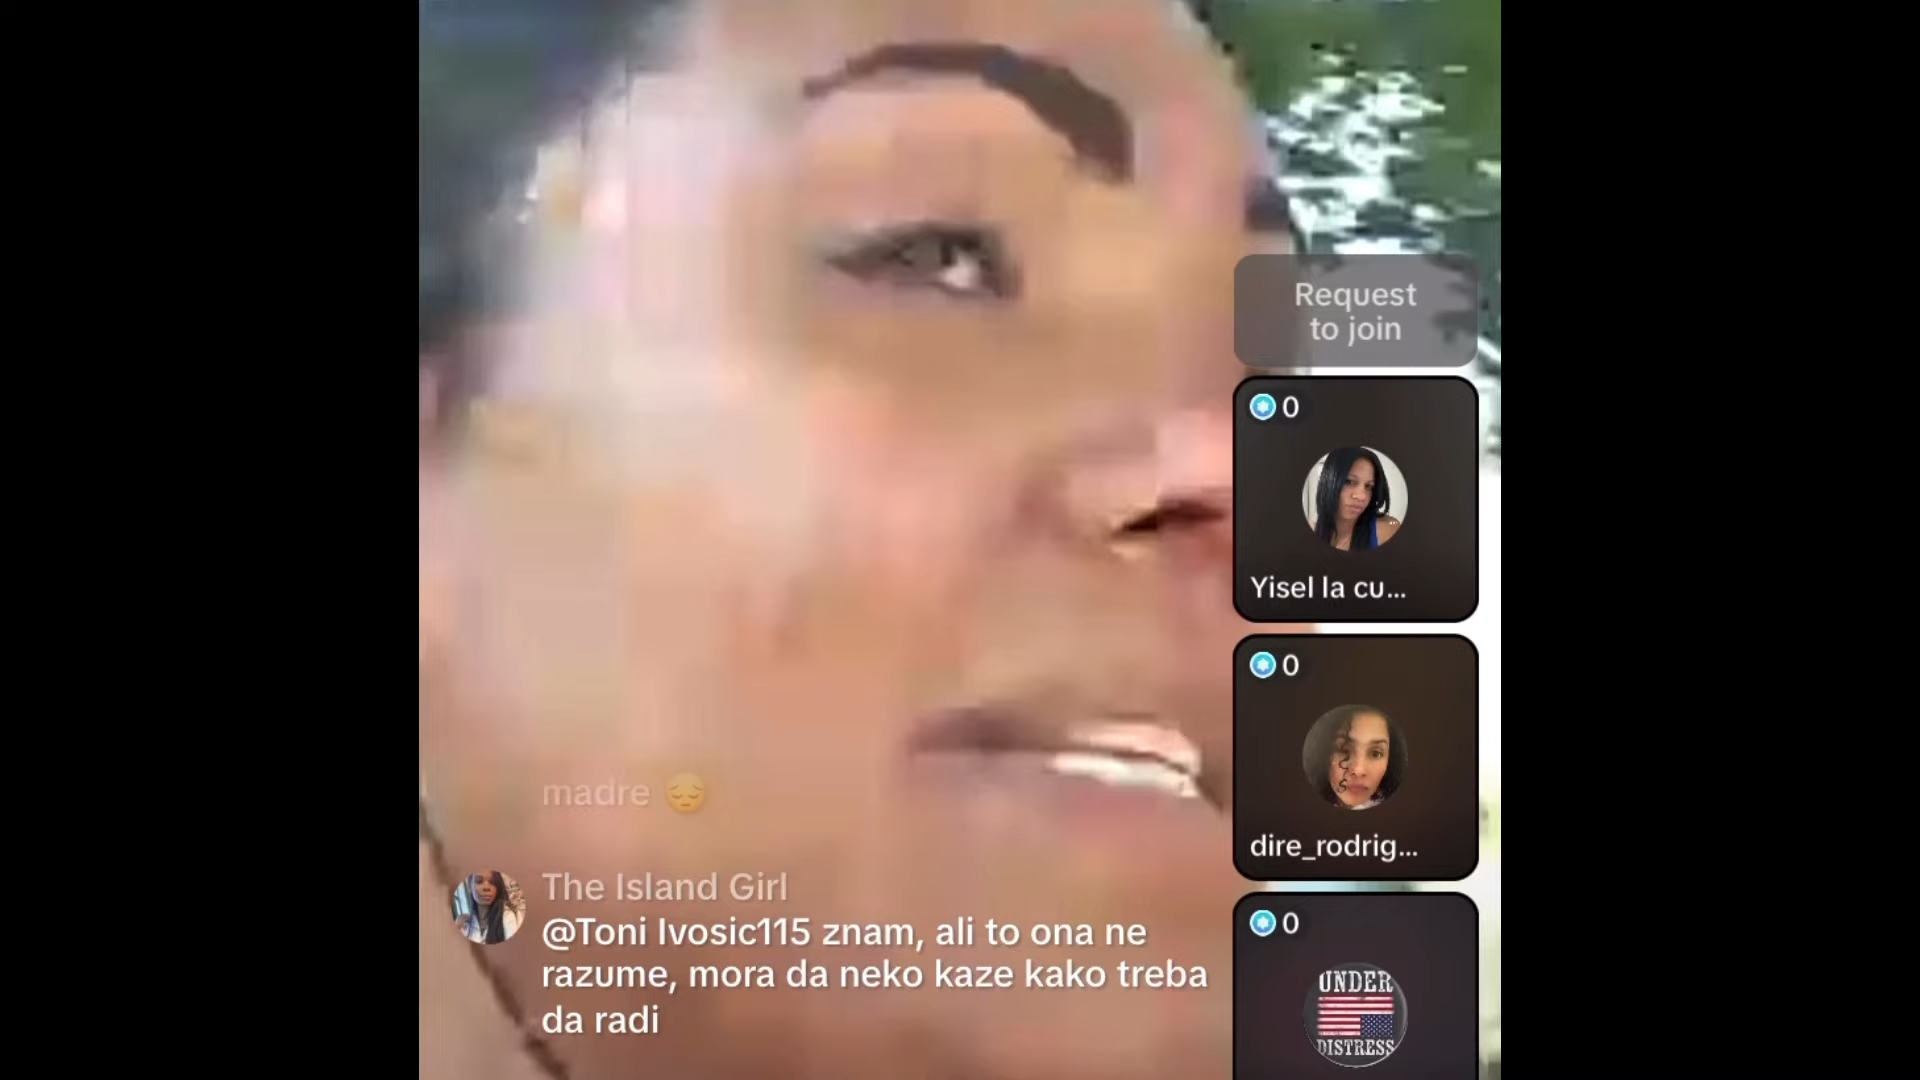 Request
to join
0
Yisel la cu...
0
dire_rodrig...
0
UNDER
DISTRESS
madre 😔
The Island Girl
@Toni Ivosic115 znam, ali to ona ne
razume, mora da neko kaze kako treba
da radi